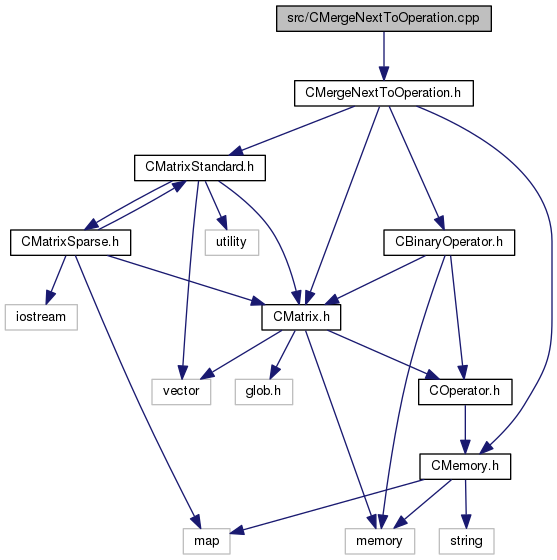 src/CMergeNextToOperation.cpp
CMergeNextToOperation.h
CMatrixStandard.h
CMatrixSparse.h
utility
CBinaryOperator.h
iostream
CMatrix.h
vector
glob.h
COperator.h
CMemory.h
map
memory
string